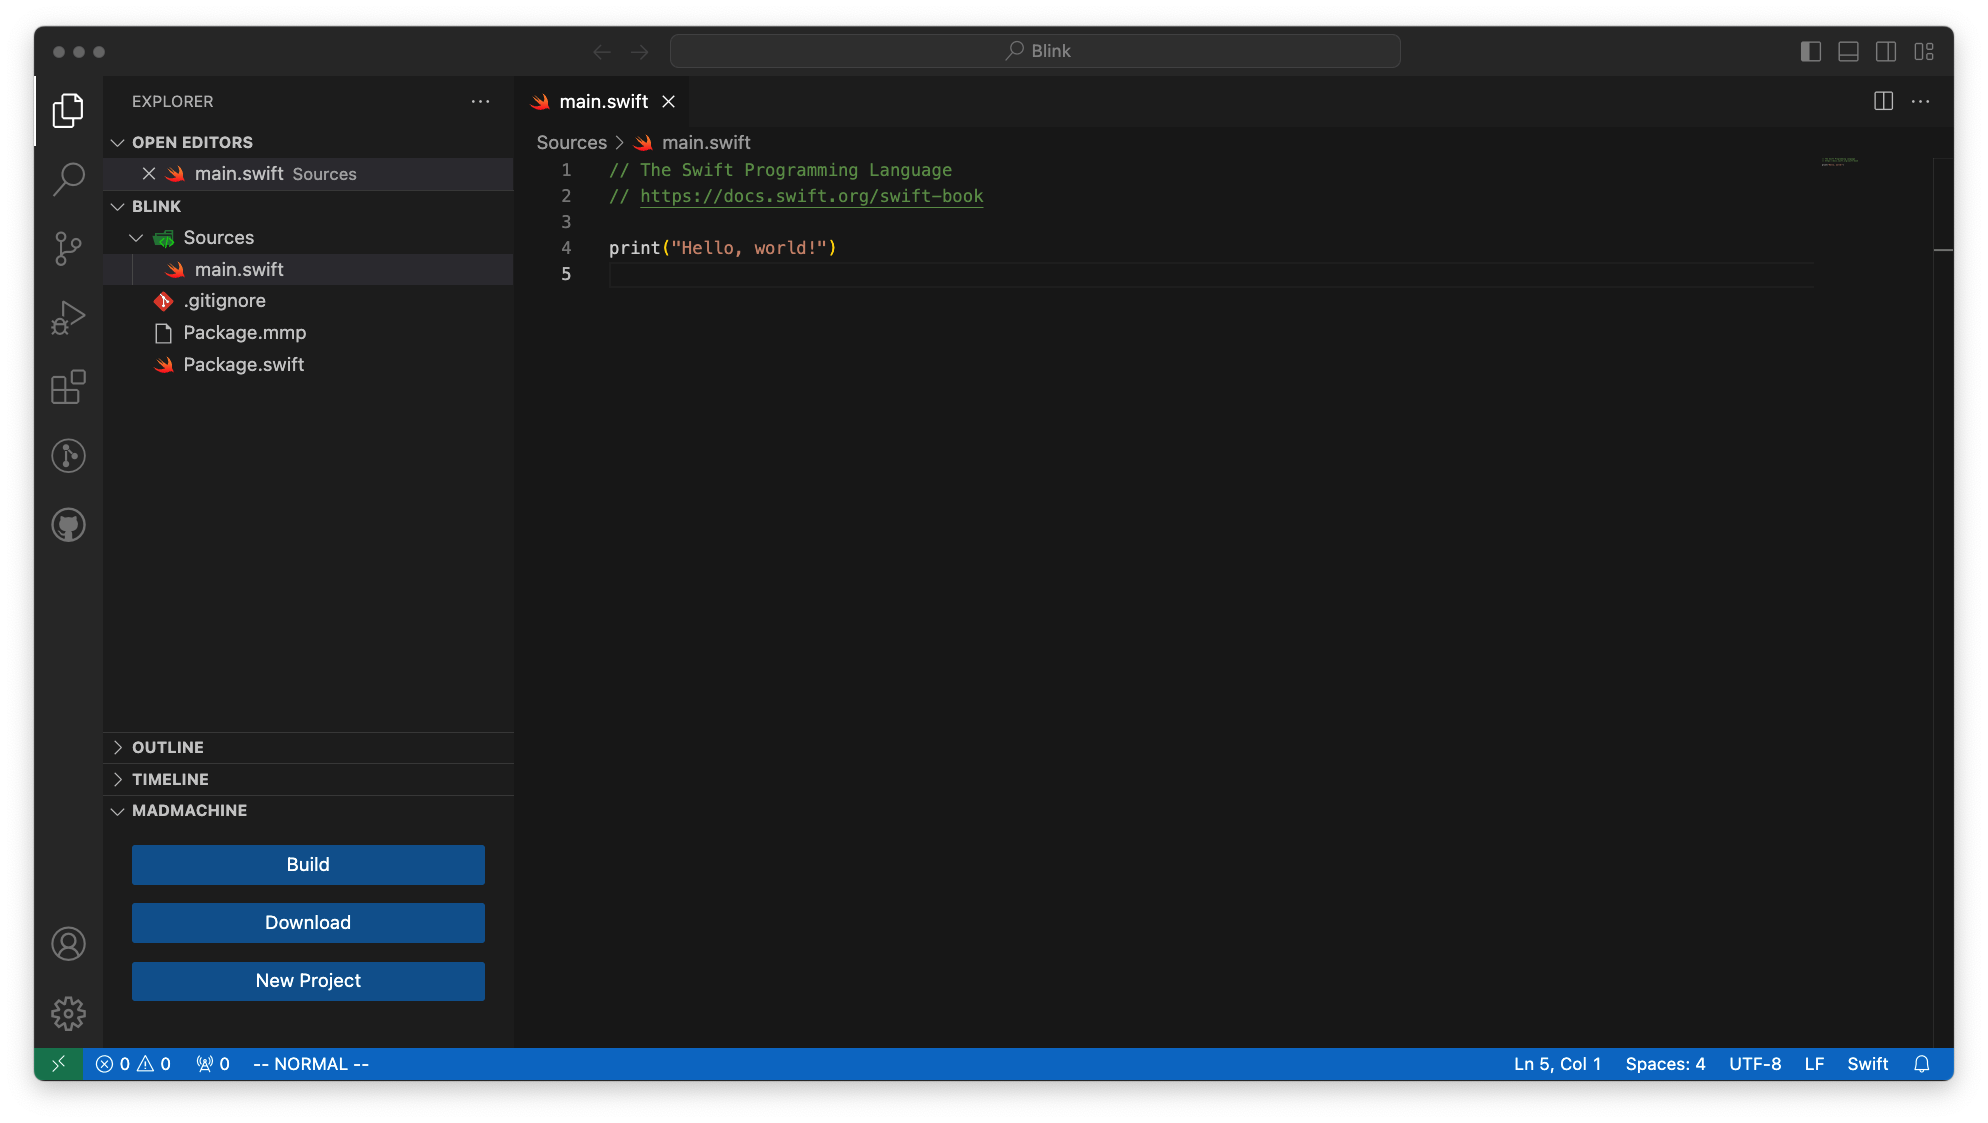 Blink
EXPLORER
OPEN EDITORS
main.swift Sources
BLINK
Sources
main.swift
.gitignore
Package.mmp
Package.swift
OUTLINE
TIMELINE
MADMACHINE
Build
Download
New Project
main.swift
Sources > main.swift
1 // The Swift Programming Language
2 // https://docs.swift.org/swift-book
3
4 print("Hello, world!")
5
0 0 0 -- NORMAL -- Ln 5, Col 1 Spaces: 4 UTF-8 LF Swift